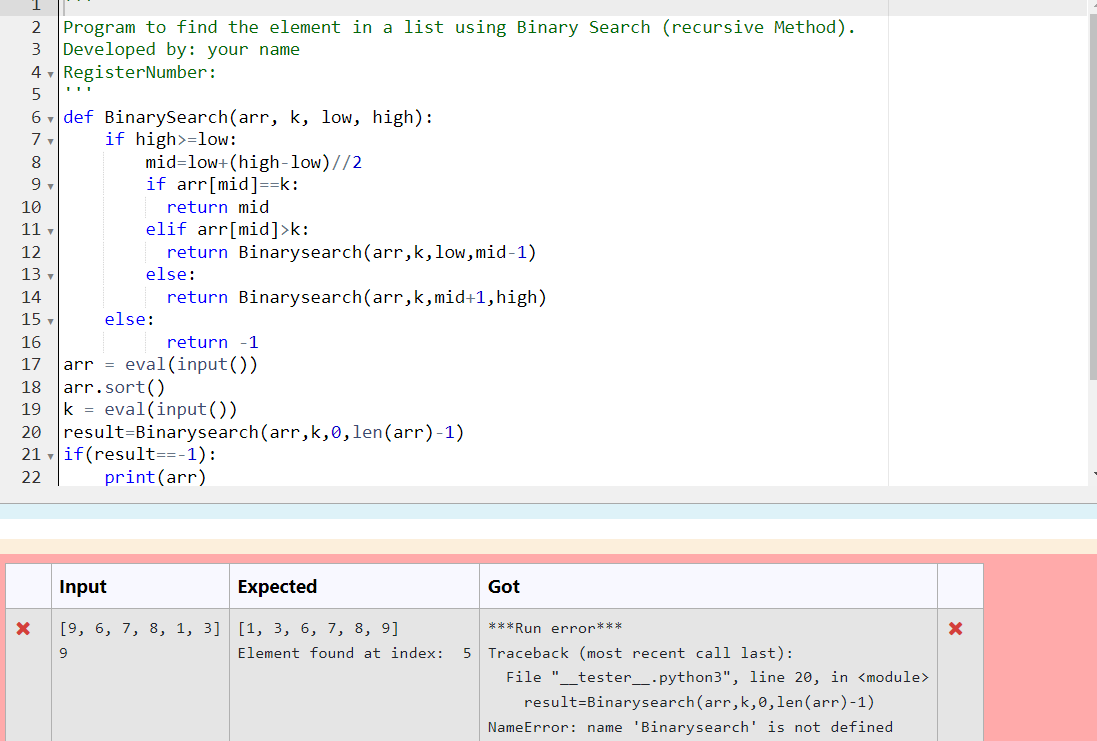 1 '''
2 Program to find the element in a list using Binary Search (recursive Method).
3 Developed by: your name
4 RegisterNumber:
5 '''
6 def BinarySearch(arr, k, low, high):
7     if high>=low:
8         mid=low+(high-low)//2
9         if arr[mid]==k:
10           return mid
11         elif arr[mid]>k:
12           return Binarysearch(arr,k,low,mid-1)
13         else:
14           return Binarysearch(arr,k,mid+1,high)
15     else:
16           return -1
17 arr = eval(input())
18 arr.sort()
19 k = eval(input())
20 result=Binarysearch(arr,k,0,len(arr)-1)
21 if(result==-1):
22     print(arr)
Input Expected Got
[9, 6, 7, 8, 1, 3] [1, 3, 6, 7, 8, 9] ***Run error***
9 Element found at index:  5 Traceback (most recent call last):
  File "__tester__.python3", line 20, in <module>
    result=Binarysearch(arr,k,0,len(arr)-1)
NameError: name 'Binarysearch' is not defined